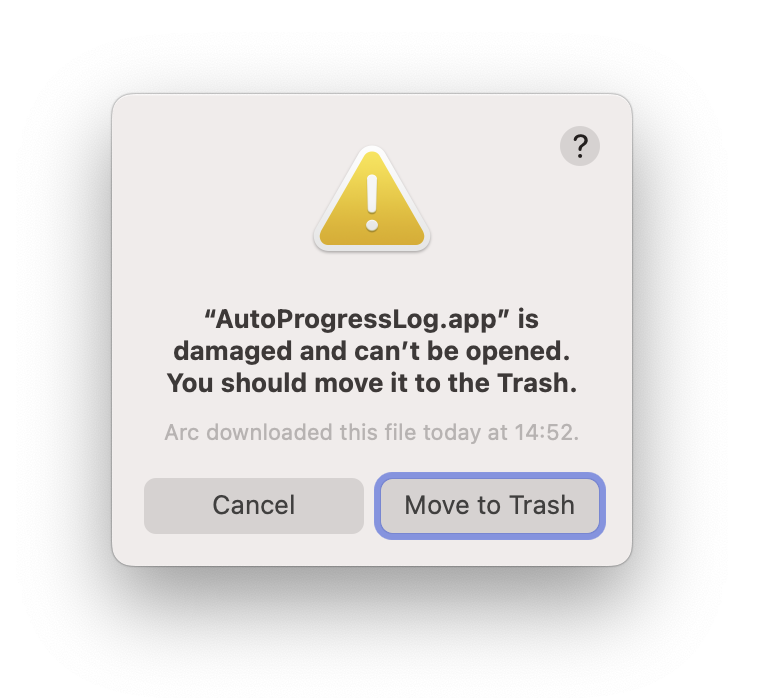 ?
“AutoProgressLog.app” is
damaged and can’t be opened.
You should move it to the Trash.
Arc downloaded this file today at 14:52.
Cancel
Move to Trash